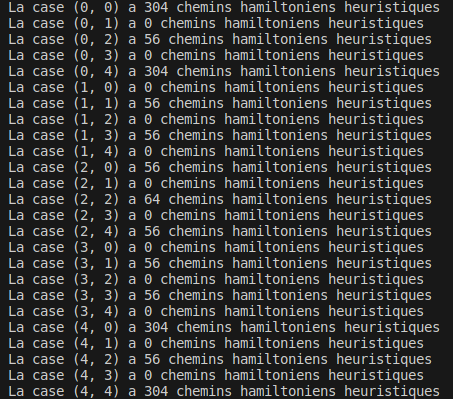 La case (0, 0) a 304 chemins hamiltoniens heuristiques
La case (0, 1) a 0 chemins hamiltoniens heuristiques
La case (0, 2) a 56 chemins hamiltoniens heuristiques
La case (0, 3) a 0 chemins hamiltoniens heuristiques
La case (0, 4) a 304 chemins hamiltoniens heuristiques
La case (1, 0) a 0 chemins hamiltoniens heuristiques
La case (1, 1) a 56 chemins hamiltoniens heuristiques
La case (1, 2) a 0 chemins hamiltoniens heuristiques
La case (1, 3) a 56 chemins hamiltoniens heuristiques
La case (1, 4) a 0 chemins hamiltoniens heuristiques
La case (2, 0) a 56 chemins hamiltoniens heuristiques
La case (2, 1) a 0 chemins hamiltoniens heuristiques
La case (2, 2) a 64 chemins hamiltoniens heuristiques
La case (2, 3) a 0 chemins hamiltoniens heuristiques
La case (2, 4) a 56 chemins hamiltoniens heuristiques
La case (3, 0) a 0 chemins hamiltoniens heuristiques
La case (3, 1) a 56 chemins hamiltoniens heuristiques
La case (3, 2) a 0 chemins hamiltoniens heuristiques
La case (3, 3) a 56 chemins hamiltoniens heuristiques
La case (3, 4) a 0 chemins hamiltoniens heuristiques
La case (4, 0) a 304 chemins hamiltoniens heuristiques
La case (4, 1) a 0 chemins hamiltoniens heuristiques
La case (4, 2) a 56 chemins hamiltoniens heuristiques
La case (4, 3) a 0 chemins hamiltoniens heuristiques
La case (4, 4) a 304 chemins hamiltoniens heuristiques